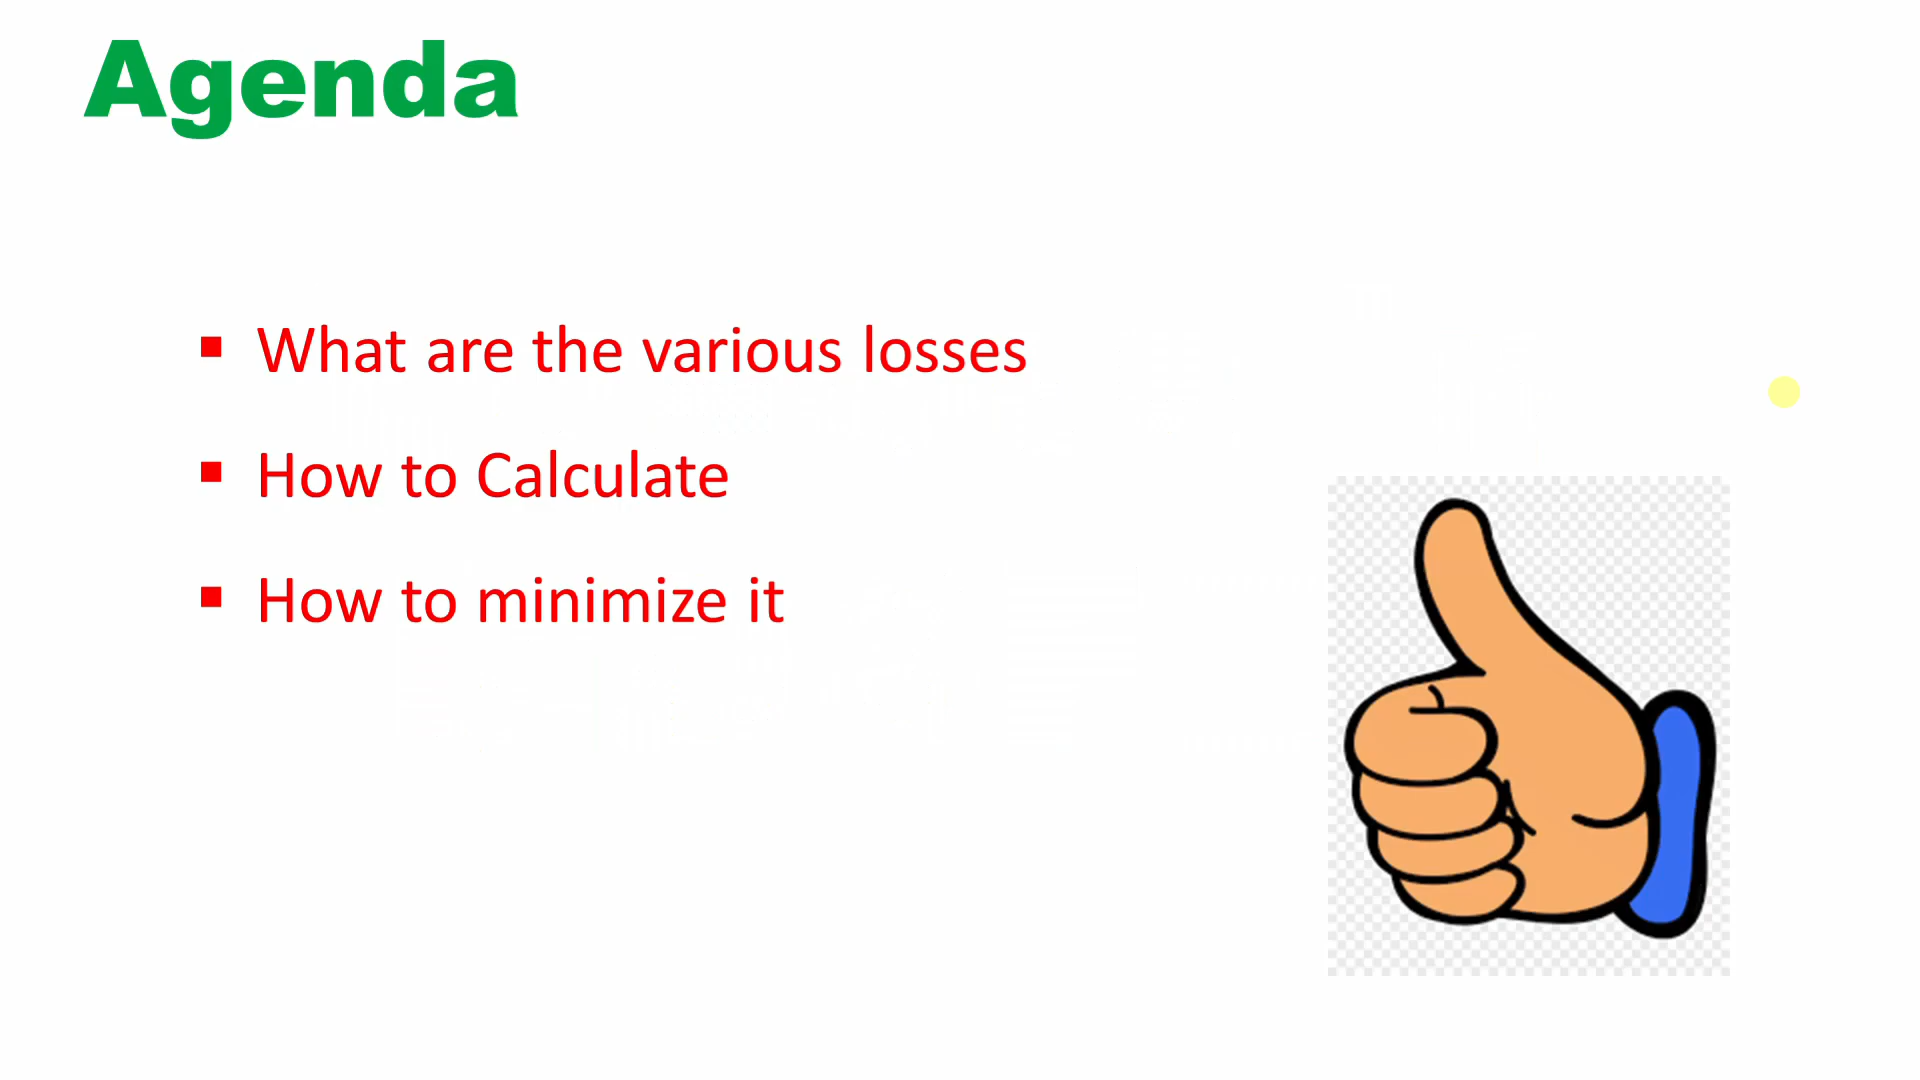 Agenda
What are the various losses
How to Calculate
How to minimize it